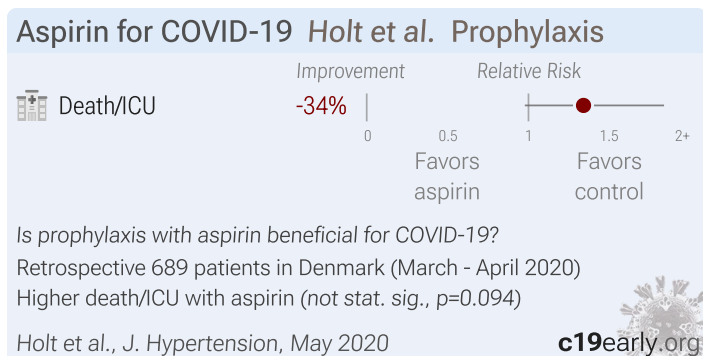 Aspirin for COVID-19 Holt et al. Prophylaxis
Improvement Relative Risk
Death/ICU -34%
0 0.5 1 1.5 2+
Favors aspirin Favors control
Is prophylaxis with aspirin beneficial for COVID-19?
Retrospective 689 patients in Denmark (March - April 2020)
Higher death/ICU with aspirin (not stat. sig., p=0.094)
Holt et al., J. Hypertension, May 2020 c19early.org